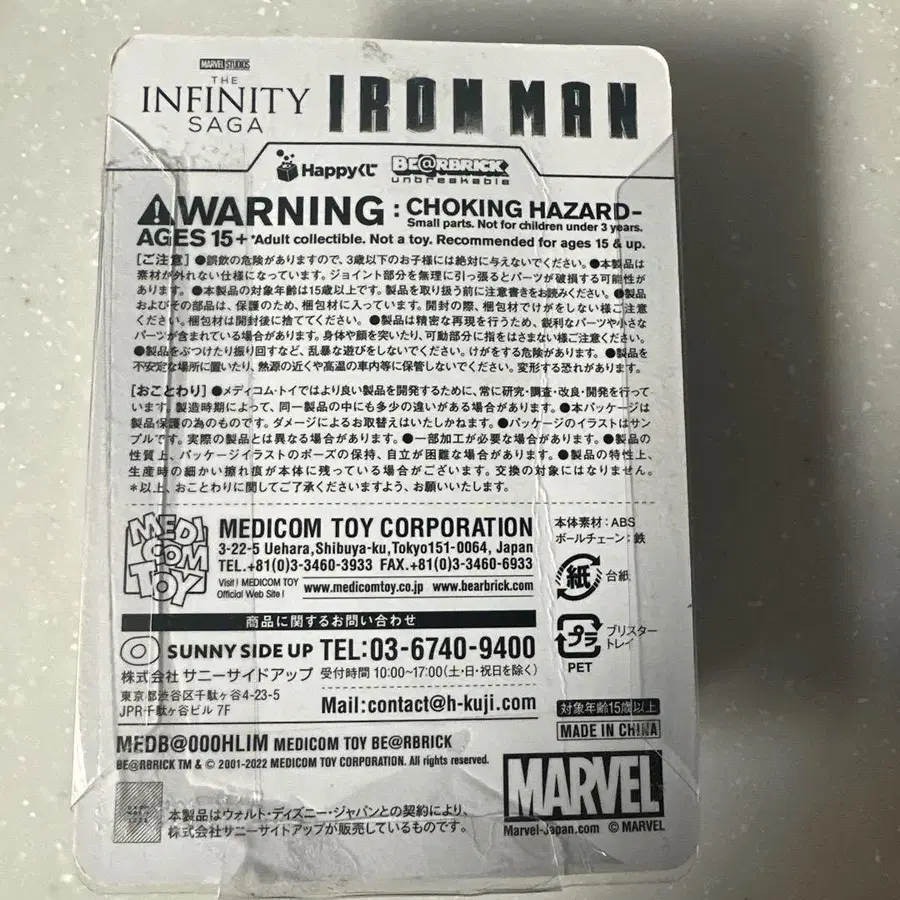 MARVEL STUDIOS
THE
INFINITY
SAGA
IRON MAN
Happyくじ
BE@RBRICK
unbreakable
WARNING : CHOKING HAZARD-
Small parts. Not for children under 3 years.
AGES 15+ *Adult collectible. Not a toy. Recommended for ages 15 & up.
[ご注意] ●誤飲の危険がありますので、3歳以下のお子様には絶対に与えないでください。●本製品は
素材が外れない仕様になっています。ジョイント部分を無理に引っ張るとパーツが破損する可能性が
あります。●本製品の対象年齢は15歳以上です。製品を取り扱う前に注意書きをお読みください。●製品
およびその部品は、保護のため、梱包材に入っています。開封の際、梱包材でけがをしない様ご注意
ください。梱包材は開封後に捨ててください。●製品は精密な再現を行うため、鋭利なパーツや小さな
パーツが含まれている場合があります。身体や顔を突いたり、可動部分に指をはさまない様ご注意ください。
●製品をぶつけたり振り回すなど、乱暴な遊びをしないでください。けがをする危険があります。●製品を
不安定な場所に置いたり、熱源の近くや高温の車内等に保管しないでください。変形する恐れがあります。
[おことわり] ●メディコム・トイではより良い製品を開発するために、常に研究・調査・改良・開発を行って
います。製造時期によって、同一製品の中にも多少の違いがある場合があります。●本パッケージは
製品保護の為のものです。ダメージによるお取替えはいたしかねます。●パッケージのイラストはサン
プルです。実際の製品とは異なる場合があります。●一部加工が必要な場合があります。●製品の
性質上、パッケージイラストのポーズの保持、自立が困難な場合があります。●製品の特性上、
生産時の細かい擦れ痕が本体に残っている場合がございます。交換の対象にはなりません。
*以上、おことわりに関してご了承くださいますよう、お願いいたします。
MEDICOM TOY
MEDICOM TOY CORPORATION
3-22-5 Uehara,Shibuya-ku,Tokyo151-0064, Japan
TEL.+81(0)3-3460-3933 FAX.+81(0)3-3460-6933
Visit ! MEDICOM TOY
Official Web Site !
www.medicomtoy.co.jp www.bearbrick.com
本体素材:ABS
ボールチェーン:鉄
紙 台紙
プラ ブリスター
トレイ
PET
商品に関するお問い合わせ
SUNNY SIDE UP TEL:03-6740-9400
株式会社 サニーサイドアップ 受付時間 10:00~17:00(土・日・祝日を除く)
東京都渋谷区千駄ヶ谷4-23-5
JPR千駄ヶ谷ビル 7F
Mail:contact@h-kuji.com
対象年齢15歳以上
MADE IN CHINA
MEDB@000HLIM MEDICOM TOY BE@RBRICK
BE@RBRICK TM & © 2001-2022 MEDICOM TOY CORPORATION. All rights reserved.
MARVEL
Marvel-Japan.com © MARVEL
本製品はウォルト・ディズニー・ジャパンとの契約により、
株式会社サニーサイドアップが販売しているものです。